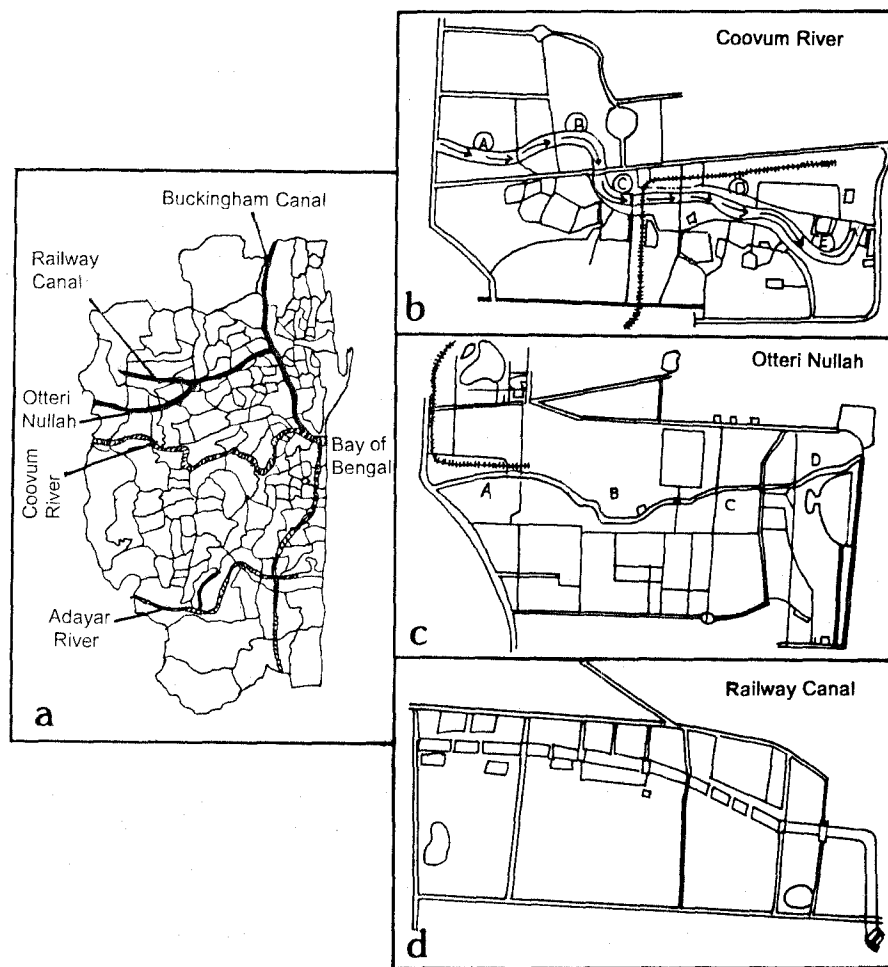 Buckingham Canal
Railway
Canal
Otteri
Nullah
Coovum
River
Bay of
Bengal
Adayar
River
a
Coovum River
A
B
C
D
E
b
Otteri Nullah
A
B
C
D
c
Railway Canal
d